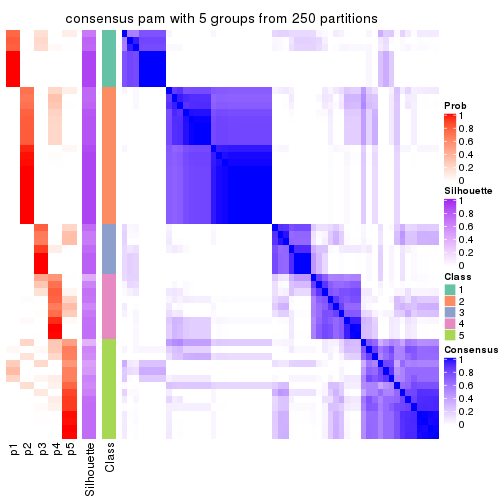 consensus pam with 5 groups from 250 partitions
Prob
1
0.8
0.6
0.4
0.2
0
Silhouette
1
0.8
0.6
0.4
0.2
0
Class
1
2
3
4
5
Consensus
1
0.8
0.6
0.4
0.2
0
p1
p2
p3
p4
p5
Silhouette
Class